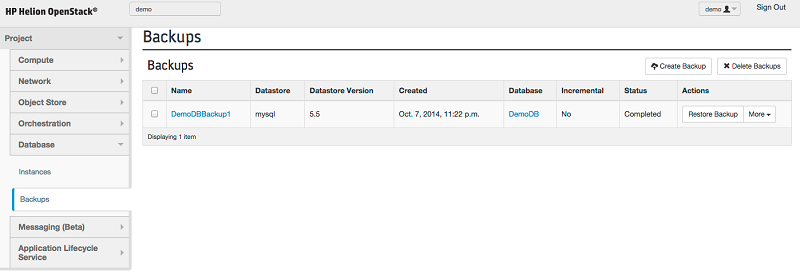 HP Helion OpenStack® demo demo Sign Out
Backups
Project
Compute
Network
Object Store
Orchestration
Database
Instances
Backups
Messaging (Beta)
Application Lifecycle
Service
Backups
Create Backup Delete Backups
Name Datastore Datastore Version Created Database Incremental Status Actions
DemoDBBackup1 mysql 5.5 Oct. 7, 2014, 11:22 p.m. DemoDB No Completed Restore Backup More
Displaying 1 item